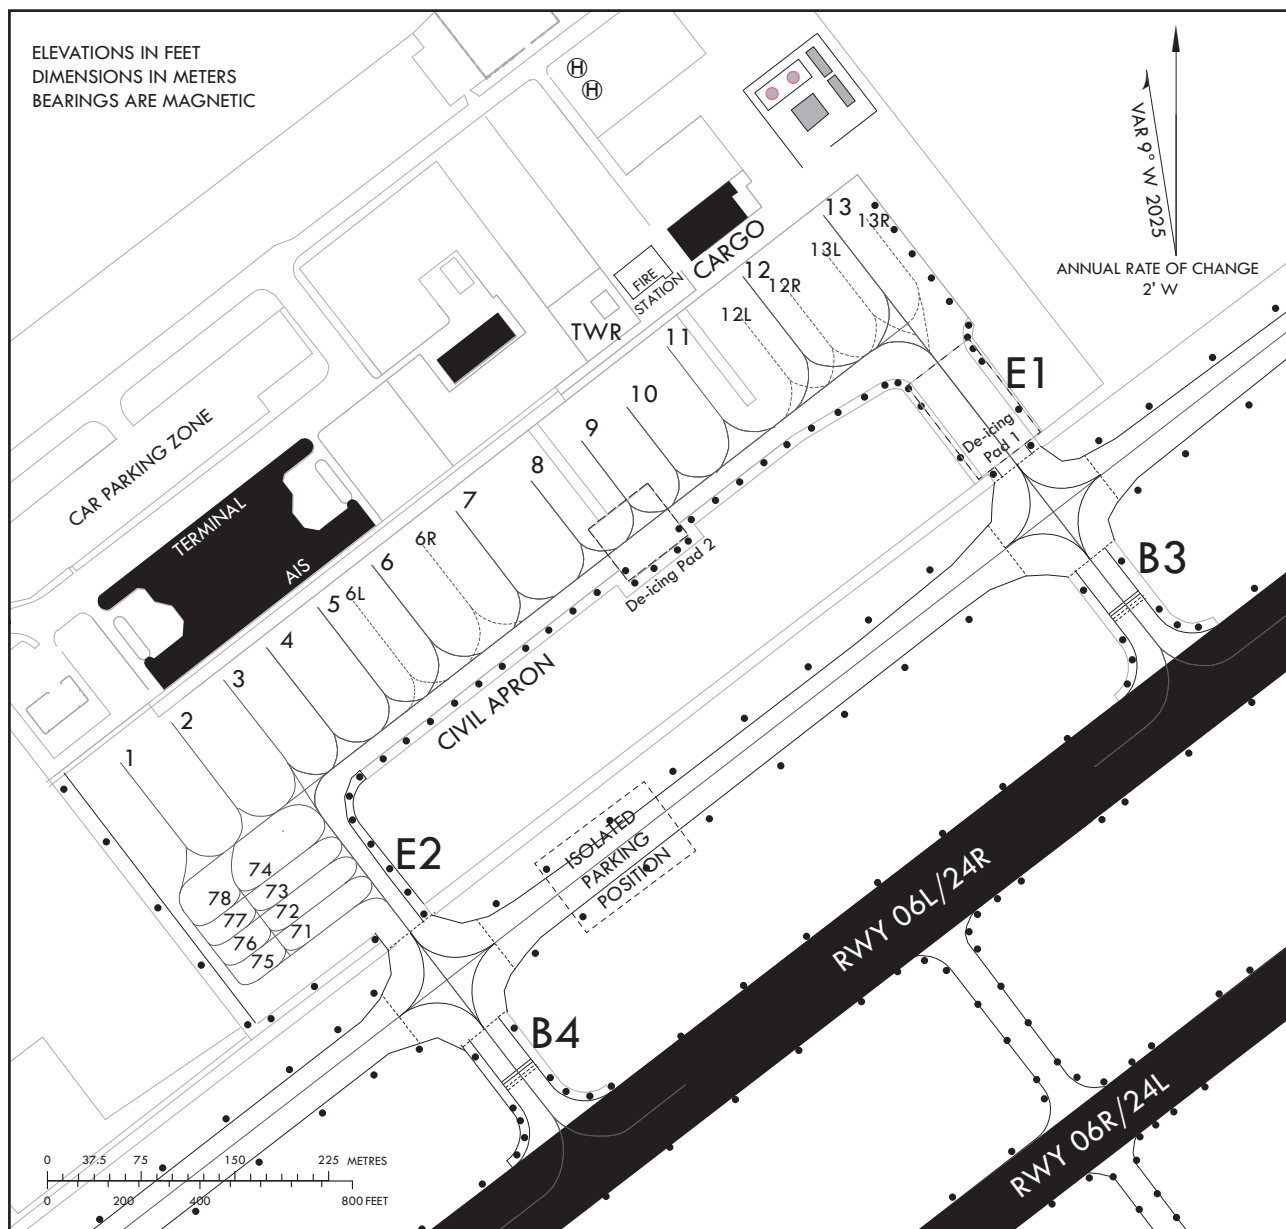 ELEVATIONS IN FEET
DIMENSIONS IN METERS
BEARINGS ARE MAGNETIC
H
H
VAR 9° W 2025
ANNUAL RATE OF CHANGE
2' W
CARGO
FIRE
STATION
TWR
13
13R
13L
12
12R
12L
11
10
9
8
7
6R
6
6L
5
4
3
2
1
E1
De-icing
Pad 1
B3
CAR PARKING ZONE
TERMINAL
AIS
De-icing Pad 2
CIVIL APRON
ISOLATED
PARKING
POSITION
E2
74
78
73
77
72
76
71
75
B4
RWY 06L/24R
RWY 06R/24L
0 37.5 75 150 225 METRES
0 200 400 800 FEET